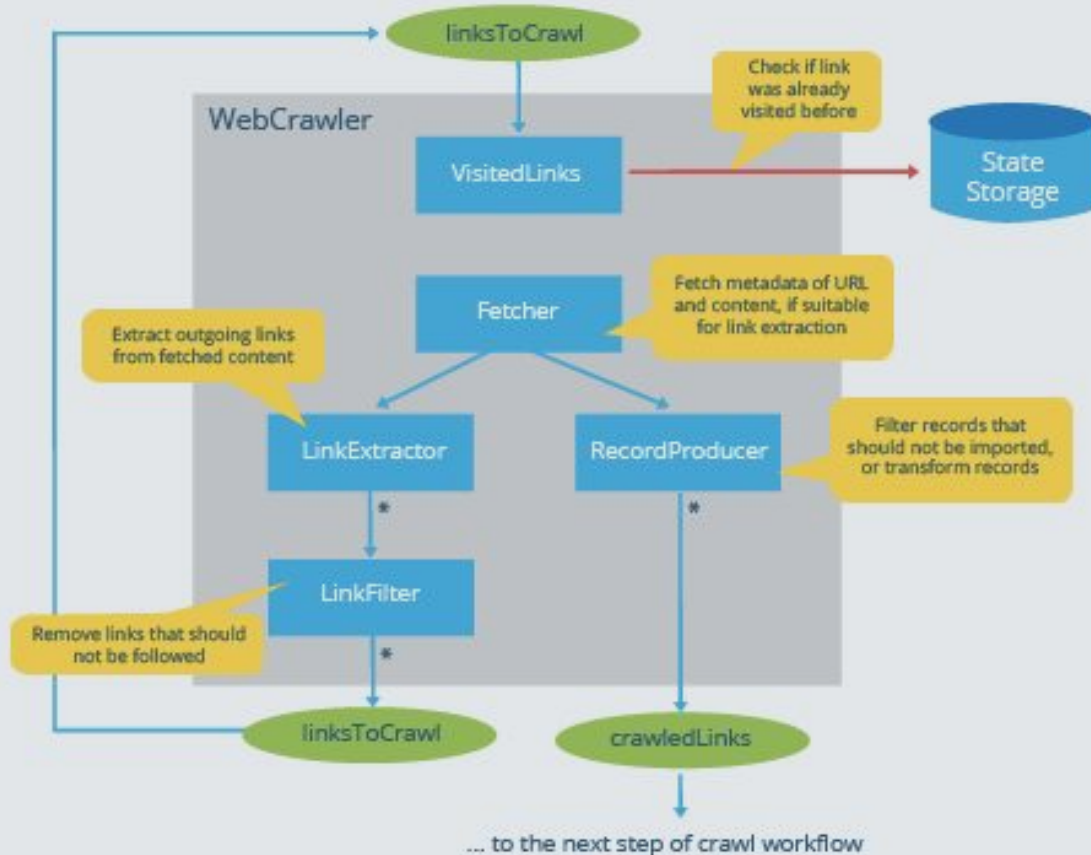 linksToCrawl
Check if link
was already
visited before
WebCrawler
VisitedLinks
State
Storage
Fetcher
Fetch metadata of URL
and content, if suitable
for link extraction
Extract outgoing links
from fetched content
LinkExtractor
*
RecordProducer
*
Filter records that
should not be imported,
or transform records
LinkFilter
*
Remove links that should
not be followed
linksToCrawl
crawledLinks
... to the next step of crawl workflow